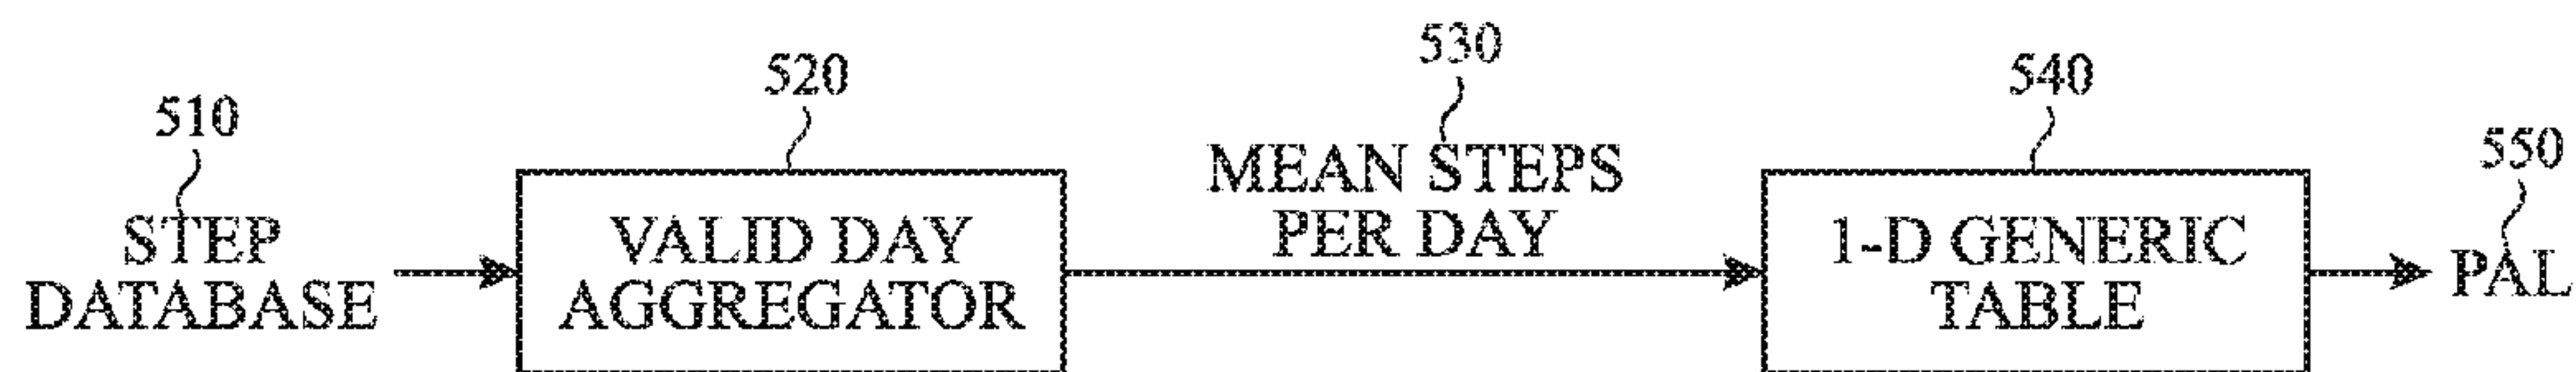 510
STEP
DATABASE
520
VALID DAY
AGGREGATOR
530
MEAN STEPS
PER DAY
540
1-D GENERIC
TABLE
550
PAL